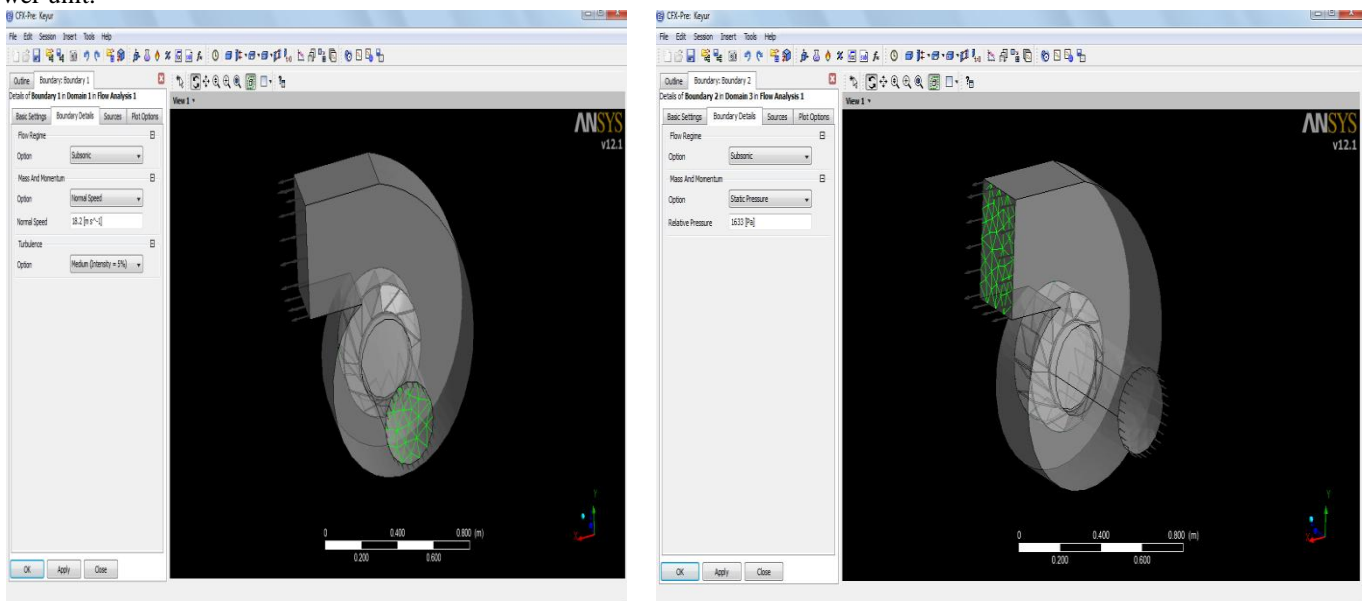 wer unit.
CFX-Pre: Keyur
File Edit Session Insert Tools Help
Outline Boundary: Boundary 1
Details of Boundary 1 in Domain 1 in Flow Analysis 1
Basic Settings Boundary Details Sources Plot Options
Flow Regime
Option Subsonic
Mass And Momentum
Option Normal Speed
Normal Speed 18.2 [m s^-1]
Turbulence
Option Medium (Intensity = 5%)
OK Apply Close
View 1
ANSYS
v12.1
0 0.400 0.800 (m)
0.200 0.600
Y
X
CFX-Pre: Keyur
File Edit Session Insert Tools Help
Outline Boundary: Boundary 2
Details of Boundary 2 in Domain 3 in Flow Analysis 1
Basic Settings Boundary Details Sources Plot Options
Flow Regime
Option Subsonic
Mass And Momentum
Option Static Pressure
Relative Pressure 1633 [Pa]
OK Apply Close
View 1
ANSYS
v12.1
0 0.400 0.800 (m)
0.200 0.600
Y
X